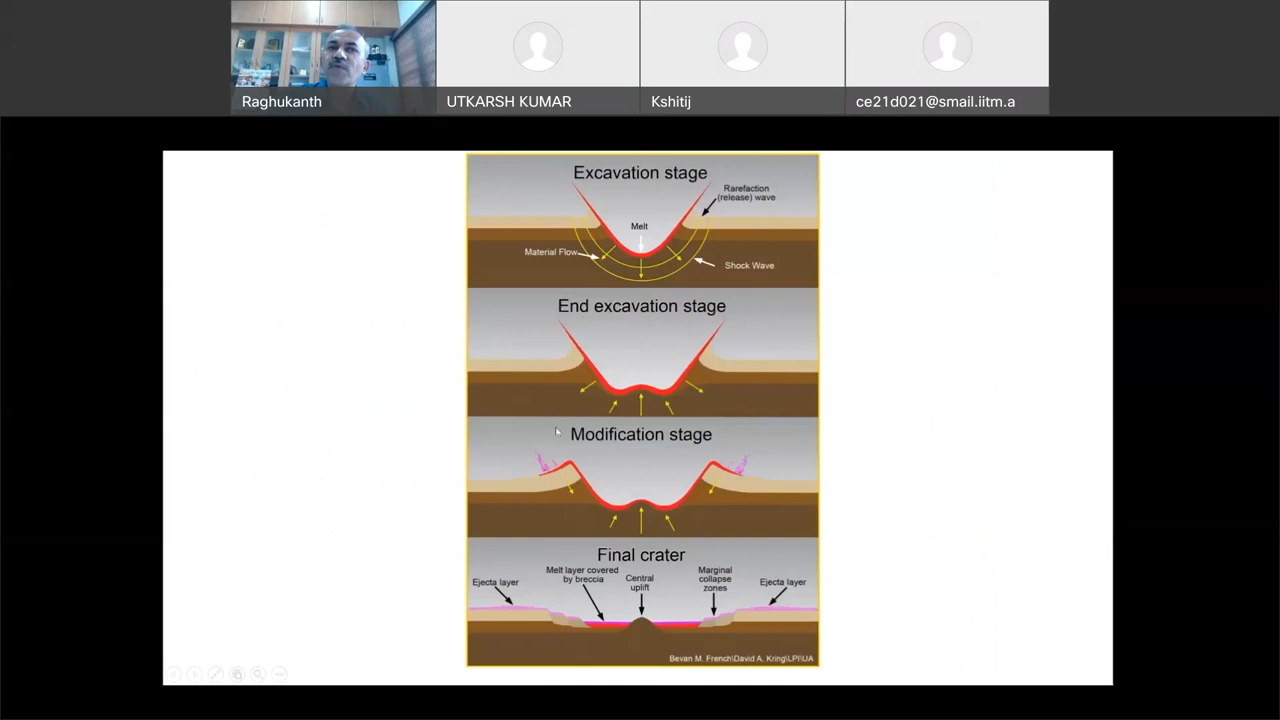 Raghukanth
UTKARSH KUMAR
Kshitij
ce21d021@smail.iitm.a
Excavation stage
Rarefaction
(release) wave
Melt
Material Flow
Shock Wave
End excavation stage
Modification stage
Final crater
Ejecta layer
Melt layer covered
by breccia
Central
uplift
Marginal
collapse
zones
Ejecta layer
Bevan M. French\David A. Kring\LPI\UA